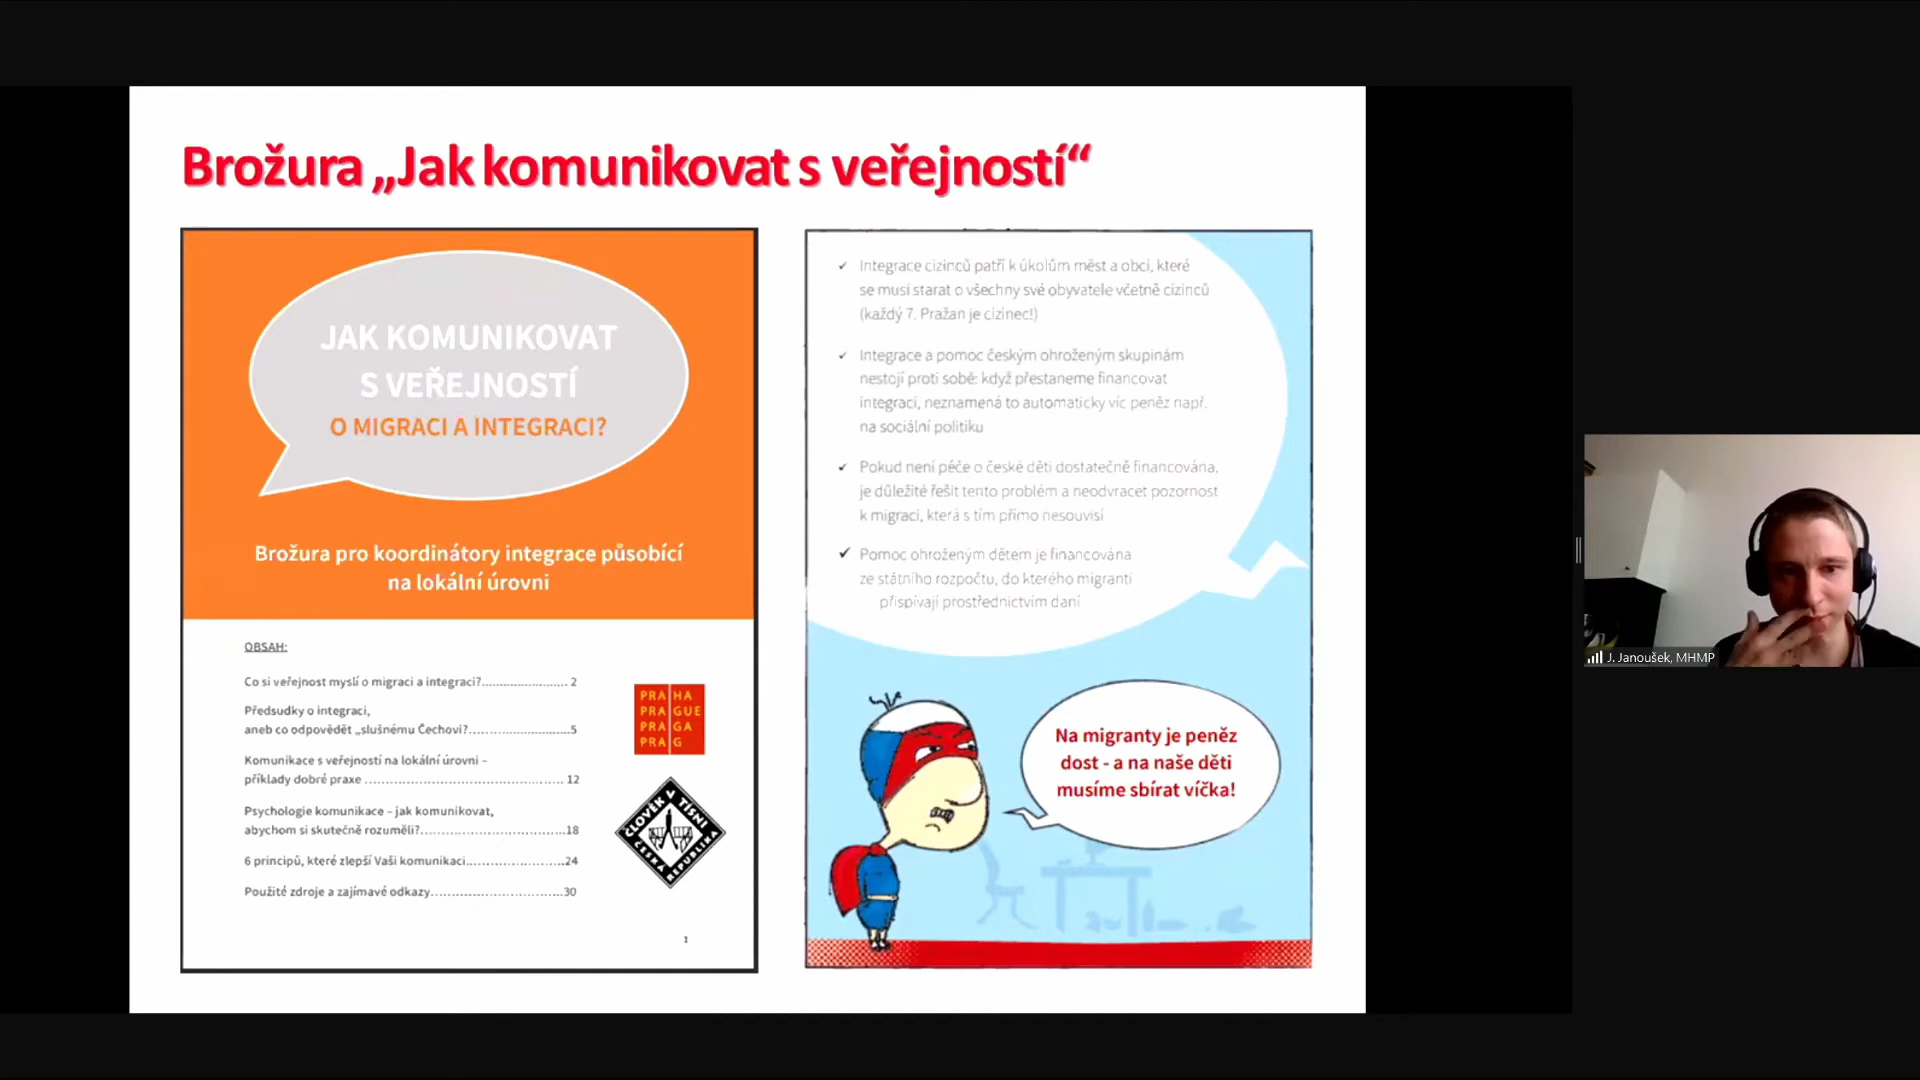 Brožura „Jak komunikovat s veřejností“
JAK KOMUNIKOVAT
S VEŘEJNOSTÍ
O MIGRACI A INTEGRACI?
Brožura pro koordinátory integrace působící
na lokální úrovni
OBSAH:
Co si veřejnost myslí o migraci a integraci?...................... 2
Předsudky o integraci,
aneb co odpovědět „slušnému Čechovi?..........................5
Komunikace s veřejností na lokální úrovni –
příklady dobré praxe ................................................... 12
Psychologie komunikace – jak komunikovat,
abychom si skutečně rozuměli?.....................................18
6 principů, které zlepší Vaši komunikaci.........................24
Použité zdroje a zajímavé odkazy..................................30
PRA HA
PRA GUE
PRA GA
PRA G
ČLOVĚK V TÍSNI
ČESKÁ REPUBLIKA
1
✓ Integrace cizinců patří k úkolům měst a obcí, které
se musí starat o všechny své obyvatele včetně cizinců
(každý 7. Pražan je cizinec!)
✓ Integrace a pomoc českým ohroženým skupinám
nestojí proti sobě: když přestaneme financovat
integraci, neznamená to automaticky víc peněz např.
na sociální politiku
✓ Pokud není péče o české děti dostatečně financována,
je důležité řešit tento problém a neodvracet pozornost
k migraci, která s tím přímo nesouvisí
✓ Pomoc ohroženým dětem je financována
ze státního rozpočtu, do kterého migranti
přispívají prostřednictvím daní
Na migranty je peněz
dost - a na naše děti
musíme sbírat víčka!
J. Janoušek, MHMP